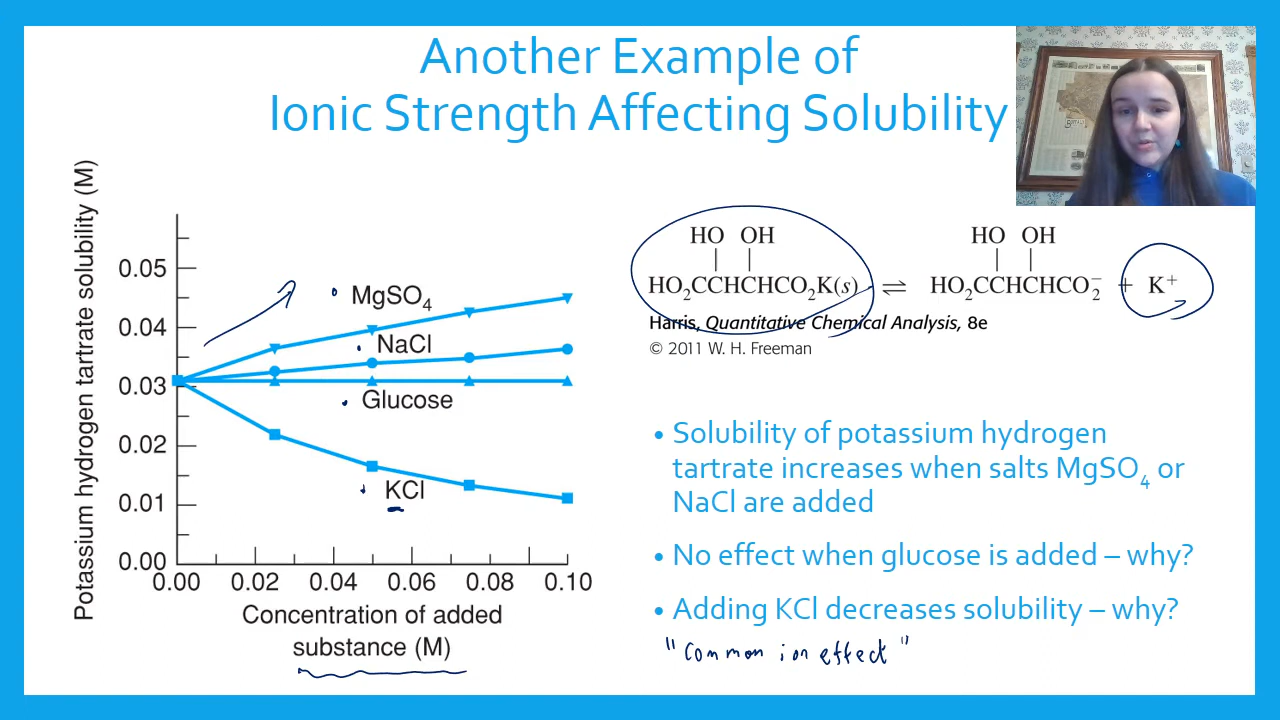 Another Example of
Ionic Strength Affecting Solubility
Potassium hydrogen tartrate solubility (M)
0.05
0.04
0.03
0.02
0.01
0.00
MgSO₄
NaCl
Glucose
KCl
0.00 0.02 0.04 0.06 0.08 0.10
Concentration of added
substance (M)
HO OH
HO₂CCHCHCO₂K(s) ⇌
HO OH
HO₂CCHCHCO₂⁻ + K⁺
Harris, Quantitative Chemical Analysis, 8e
© 2011 W. H. Freeman
• Solubility of potassium hydrogen
tartrate increases when salts MgSO₄ or
NaCl are added
• No effect when glucose is added – why?
• Adding KCl decreases solubility – why?
"Common ion effect"